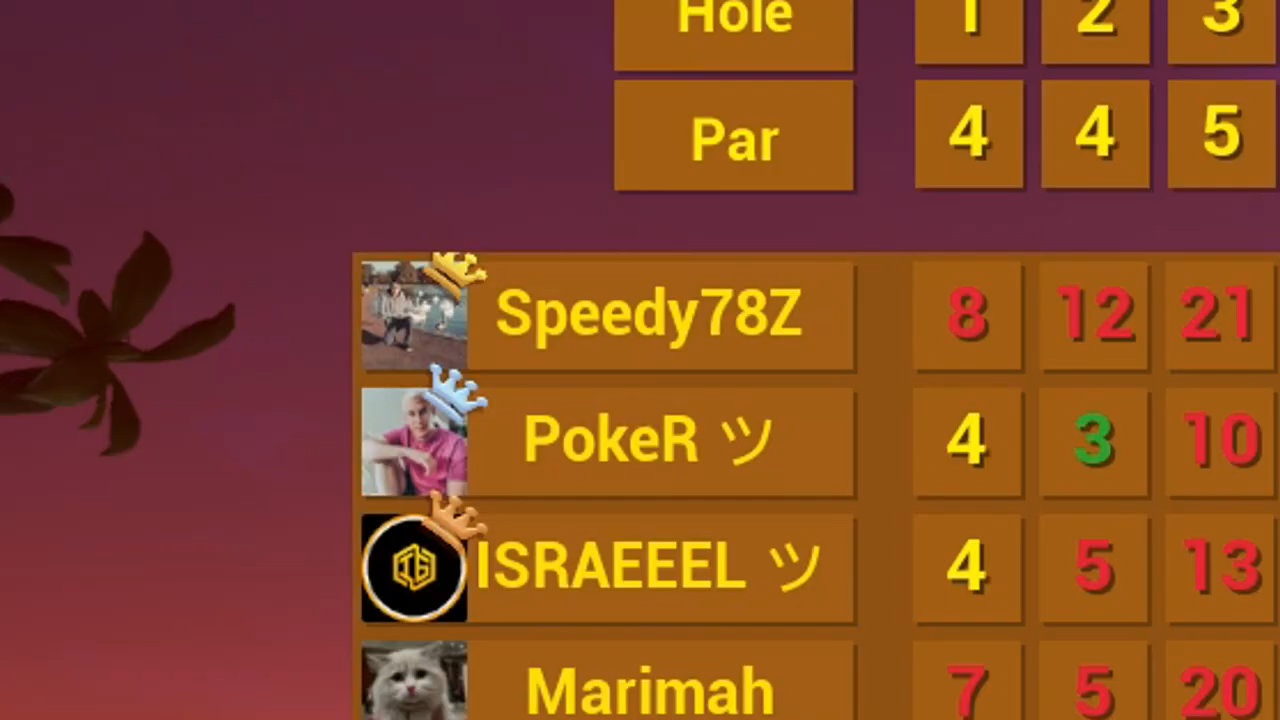 Hole 1 2 3
Par 4 4 5
Speedy78Z 8 12 21
PokeR ツ 4 3 10
ISRAEEEL ツ 4 5 13
Marimah 7 5 20